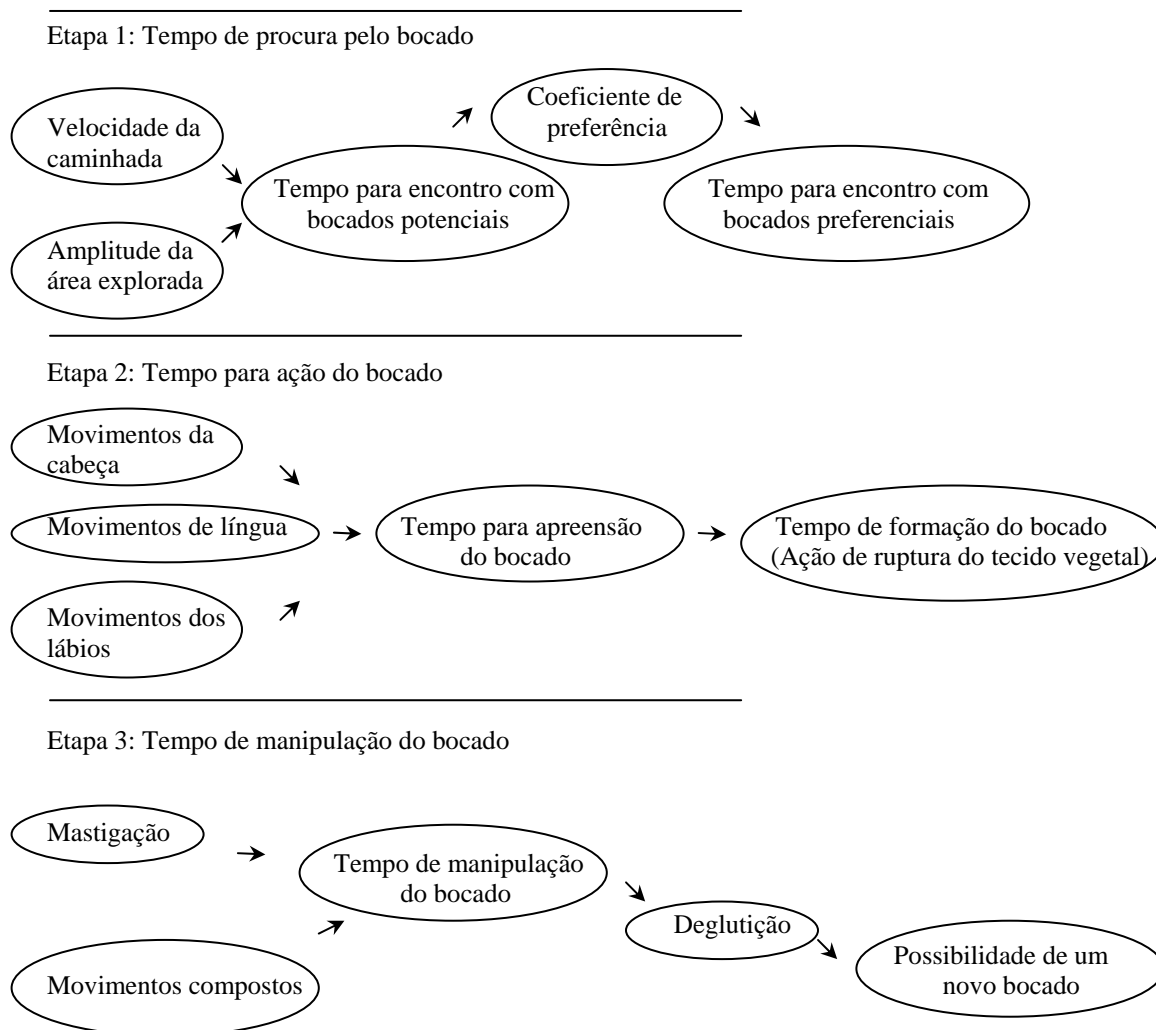 Etapa 1: Tempo de procura pelo bocado
Velocidade da
caminhada
Amplitude da
área explorada
Tempo para encontro com
bocados potenciais
Coeficiente de
preferência
Tempo para encontro com
bocados preferenciais
Etapa 2: Tempo para ação do bocado
Movimentos da
cabeça
Movimentos de língua
Movimentos dos
lábios
Tempo para apreensão
do bocado
Tempo de formação do bocado
(Ação de ruptura do tecido vegetal)
Etapa 3: Tempo de manipulação do bocado
Mastigação
Movimentos compostos
Tempo de manipulação
do bocado
Deglutição
Possibilidade de um
novo bocado